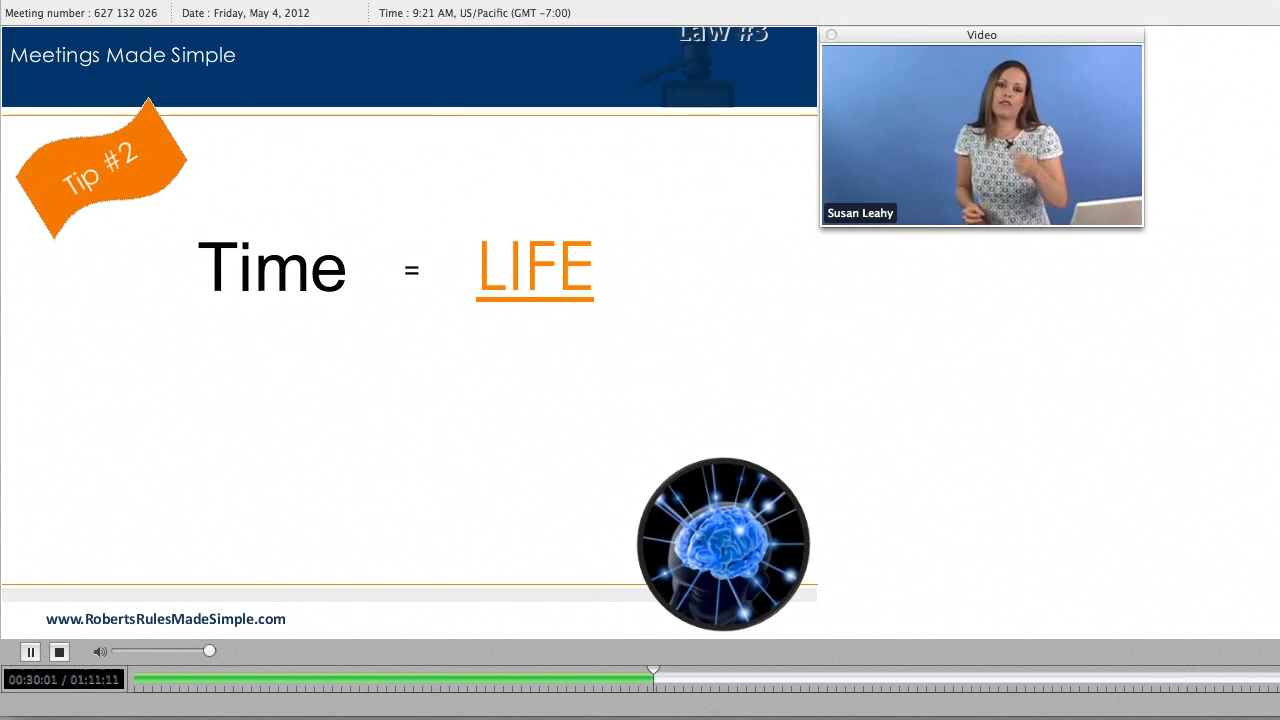 Meeting number : 627 132 026 Date : Friday, May 4, 2012 Time : 9:21 AM, US/Pacific (GMT -7:00)
Law #3
Video
Meetings Made Simple
Tip #2
Susan Leahy
Time = LIFE
www.RobertsRulesMadeSimple.com
00:30:01 / 01:11:11